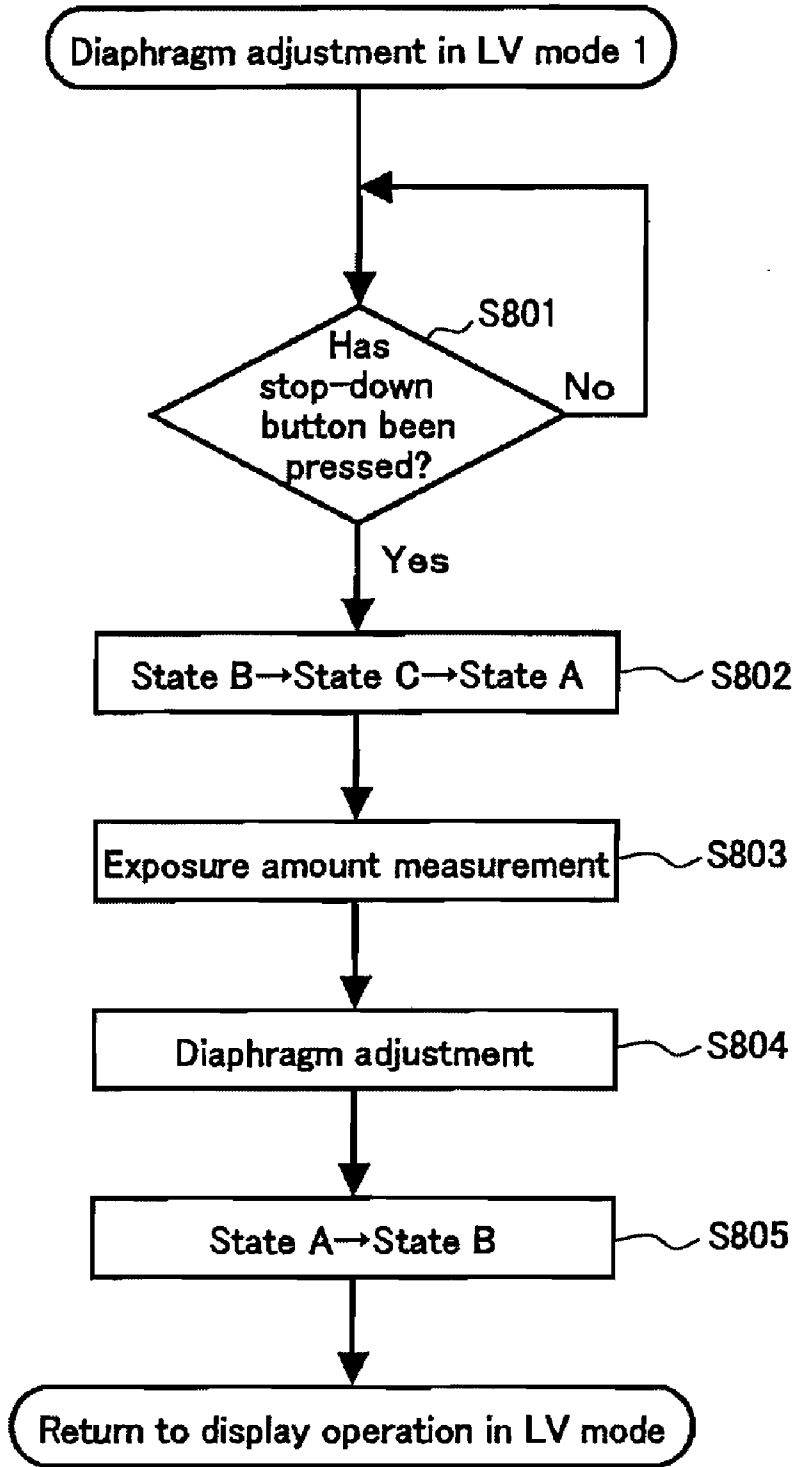 Diaphragm adjustment in LV mode 1
S801
Has
stop-down
button been
pressed?
No
Yes
State B→State C→State A
S802
Exposure amount measurement
S803
Diaphragm adjustment
S804
State A→State B
S805
Return to display operation in LV mode